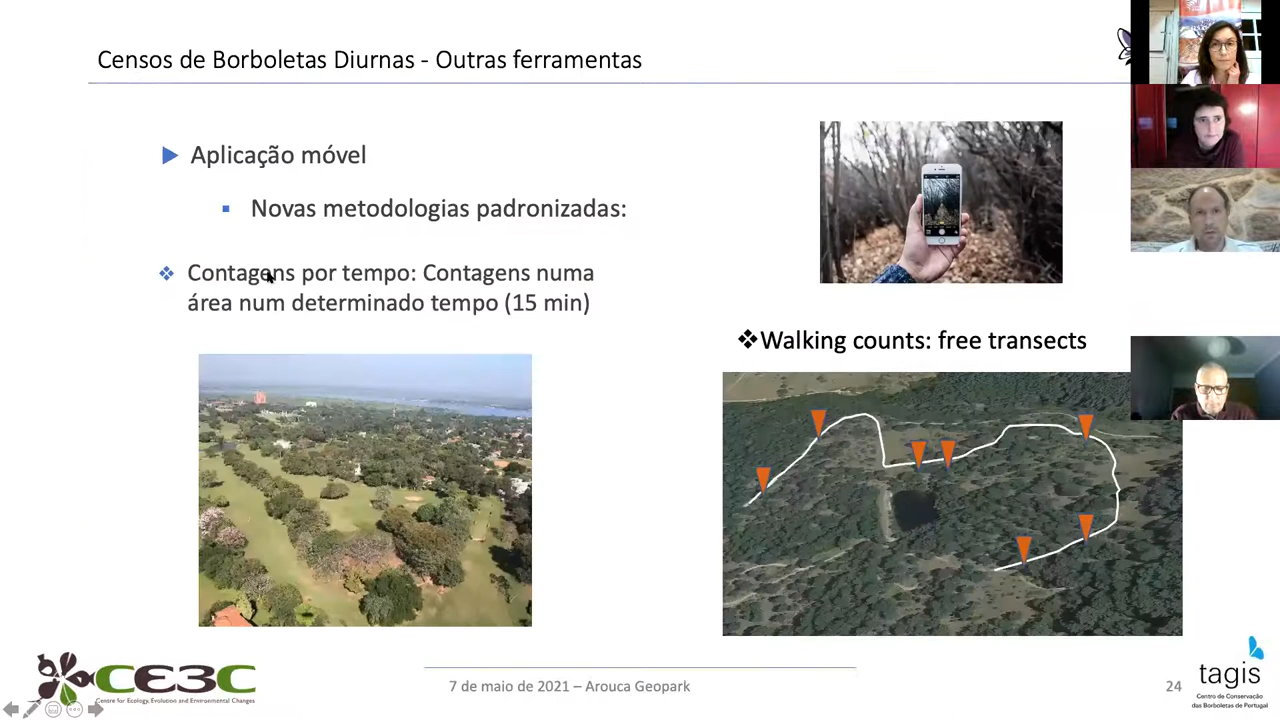 Censos de Borboletas Diurnas - Outras ferramentas
Aplicação móvel
Novas metodologias padronizadas:
Contagens por tempo: Contagens numa
área num determinado tempo (15 min)
Walking counts: free transects
CE3C
Centre for Ecology, Evolution and Environmental Changes
7 de maio de 2021 – Arouca Geopark
24
tagis
Centro de Conservação
das Borboletas de Portugal